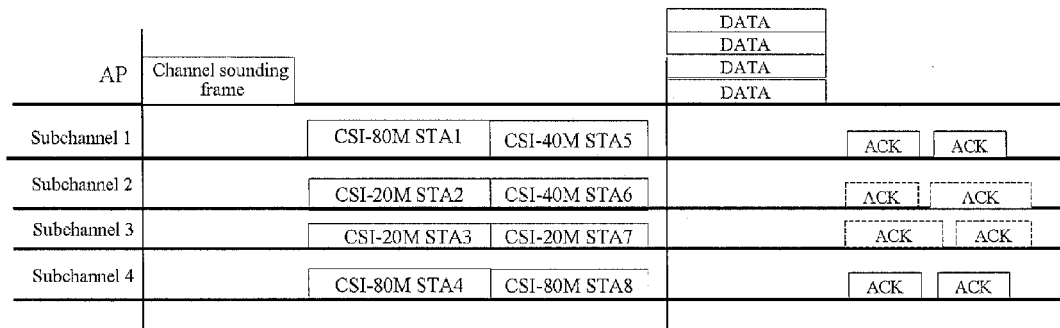 DATA
DATA
DATA
DATA
AP
Channel sounding
frame
Subchannel 1
CSI-80M STA1
CSI-40M STA5
ACK
ACK
Subchannel 2
CSI-20M STA2
CSI-40M STA6
ACK
ACK
Subchannel 3
CSI-20M STA3
CSI-20M STA7
ACK
ACK
Subchannel 4
CSI-80M STA4
CSI-80M STA8
ACK
ACK